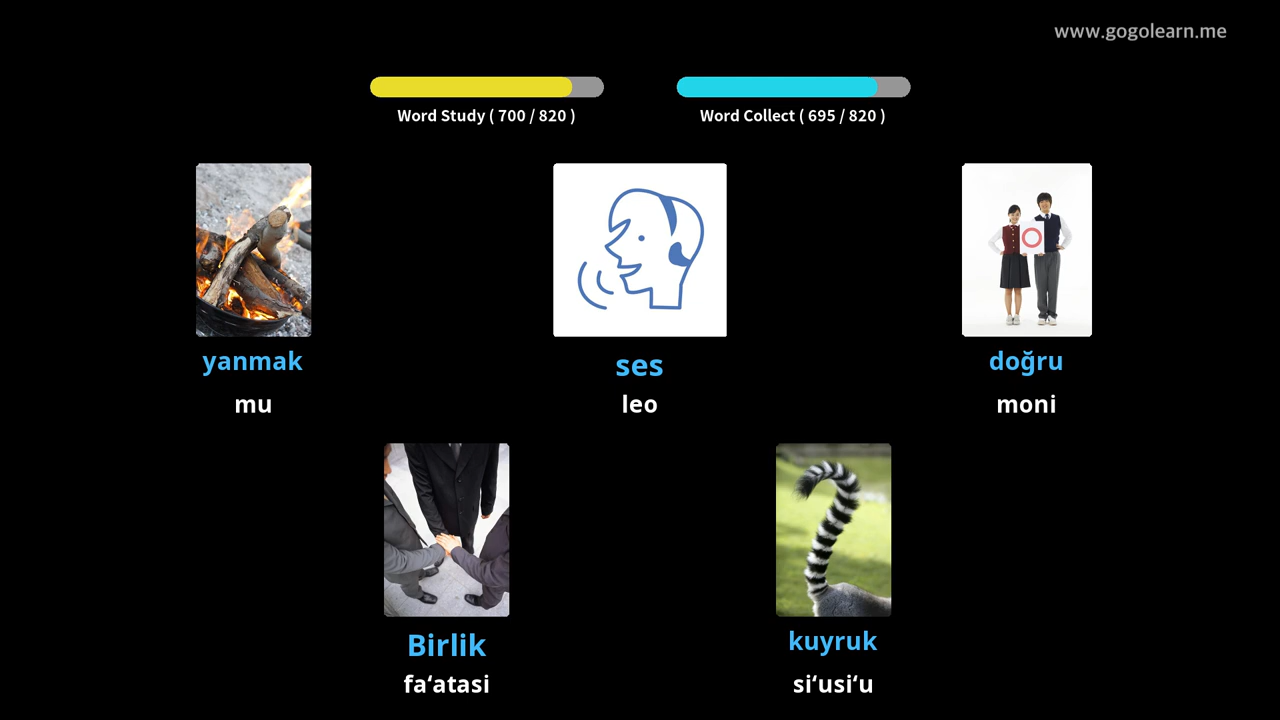 www.gogolearn.me
Word Study ( 700 / 820 )
Word Collect ( 695 / 820 )
yanmak
ses
doğru
mu
leo
moni
Birlik
kuyruk
fa‘atasi
si‘usi‘u